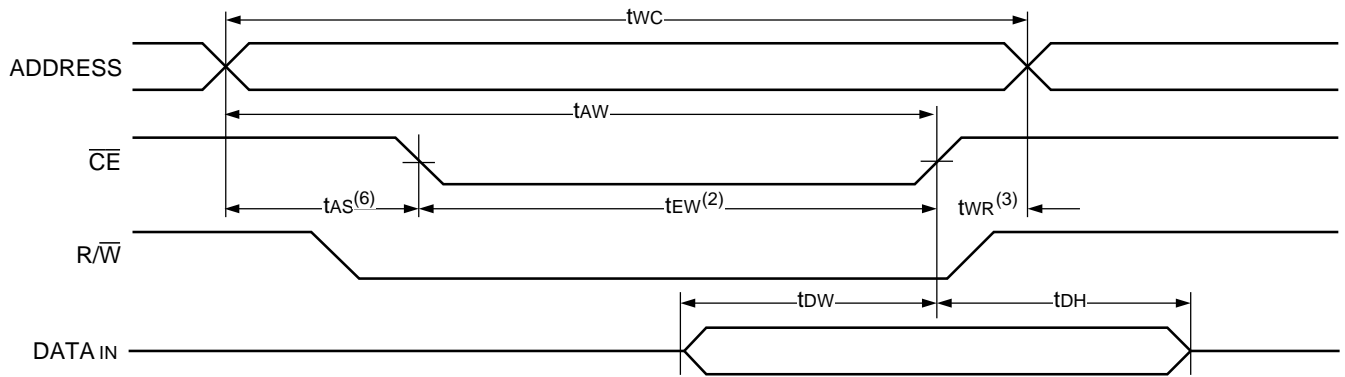 tWC
ADDRESS
tAW
CE
tAS(6)
tEW(2)
tWR(3)
R/W
tDW
tDH
DATA IN